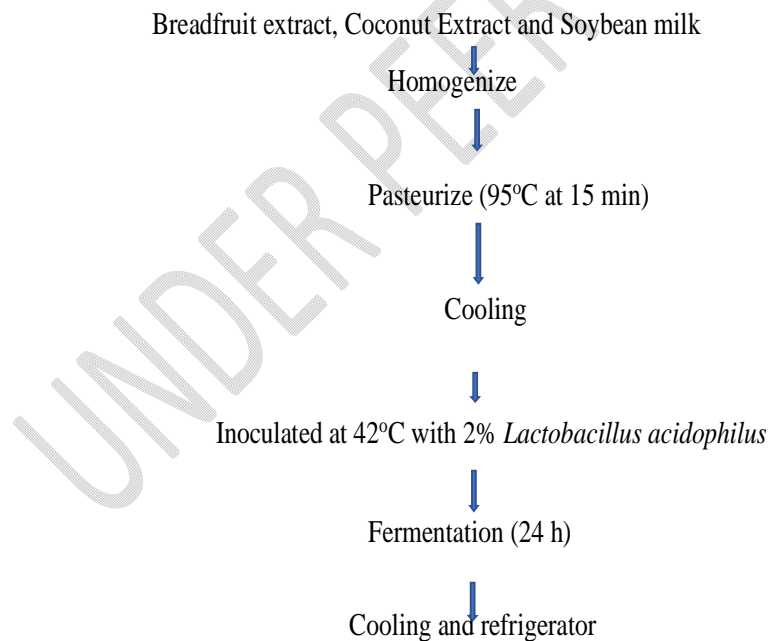 Breadfruit extract, Coconut Extract and Soybean milk
Homogenize
Pasteurize (95ºC at 15 min)
Cooling
Inoculated at 42ºC with 2% Lactobacillus acidophilus
Fermentation (24 h)
Cooling and refrigerator
UNDER PEER